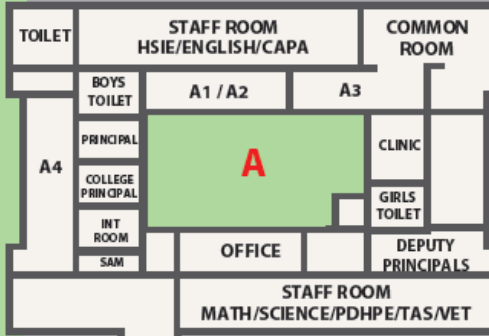 TOILET
STAFF ROOM
HSIE/ENGLISH/CAPA
COMMON
ROOM
BOYS
TOILET
A1 / A2
A3
A4
PRINCIPAL
A
CLINIC
COLLEGE
PRINCIPAL
GIRLS
TOILET
INT
ROOM
SAM
OFFICE
DEPUTY
PRINCIPALS
STAFF ROOM
MATH/SCIENCE/PDHPE/TAS/VET